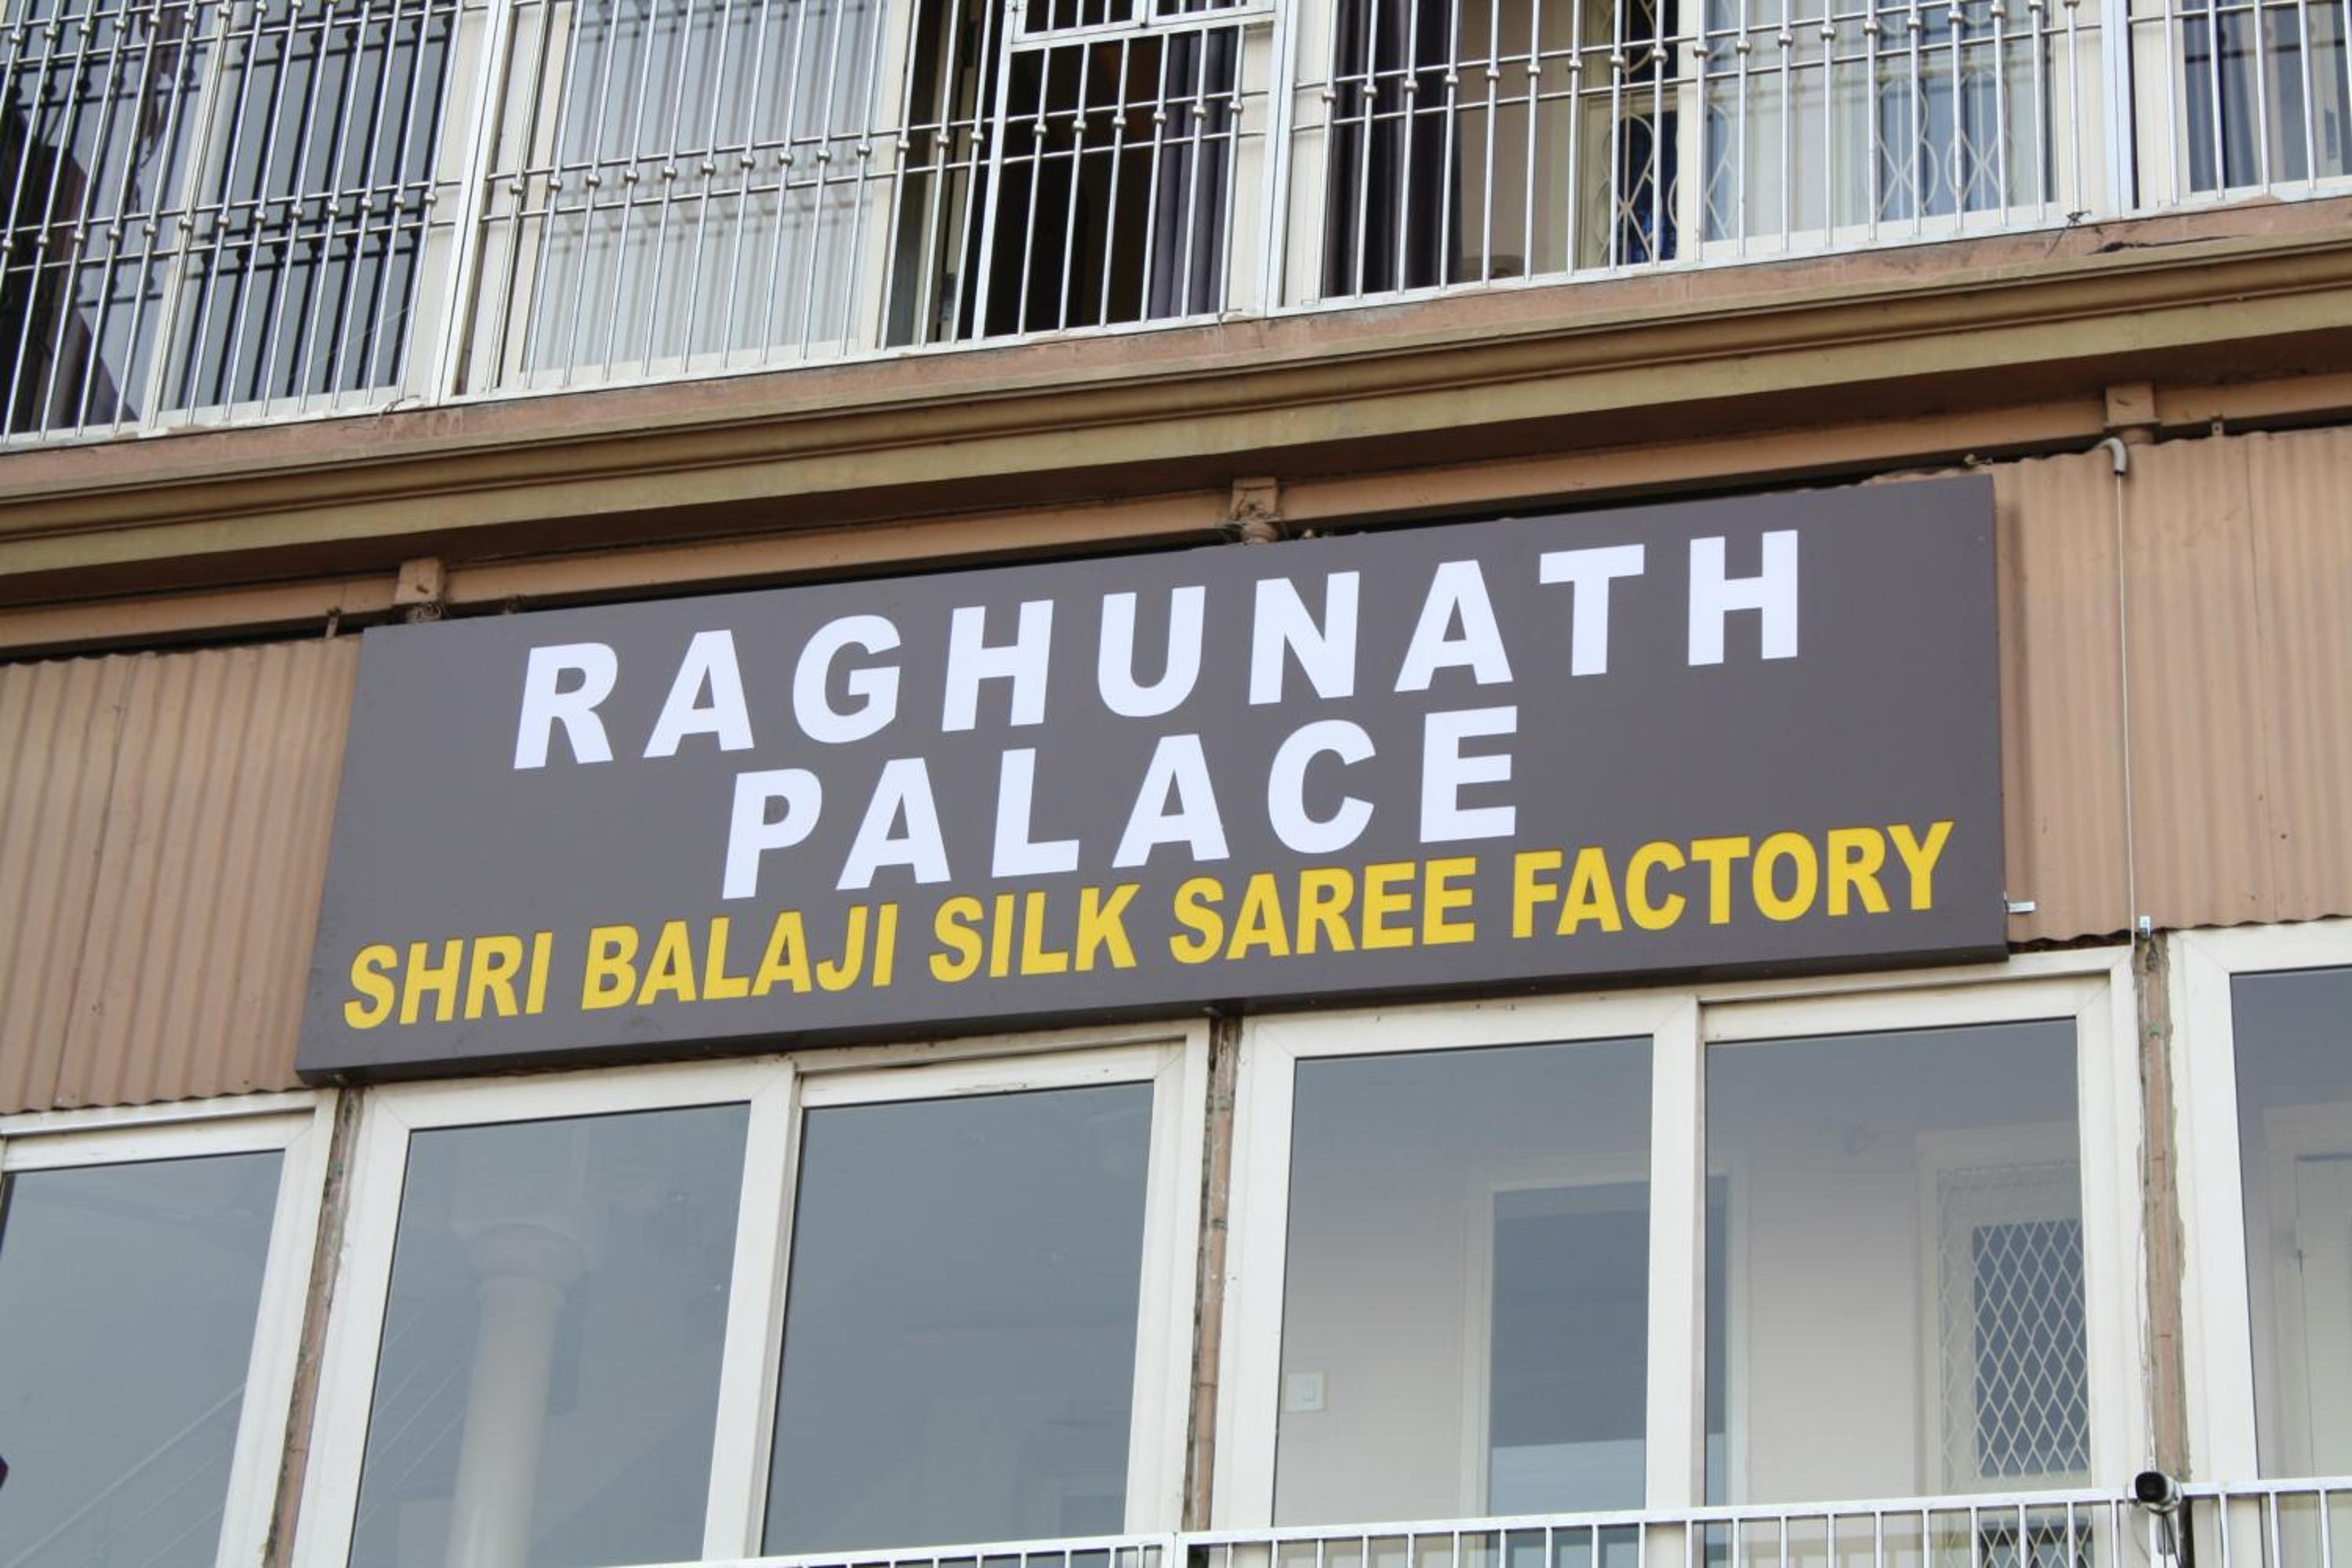 RAGHUNATH
PALACE
SHRI BALAJI SILK SAREE FACTORY